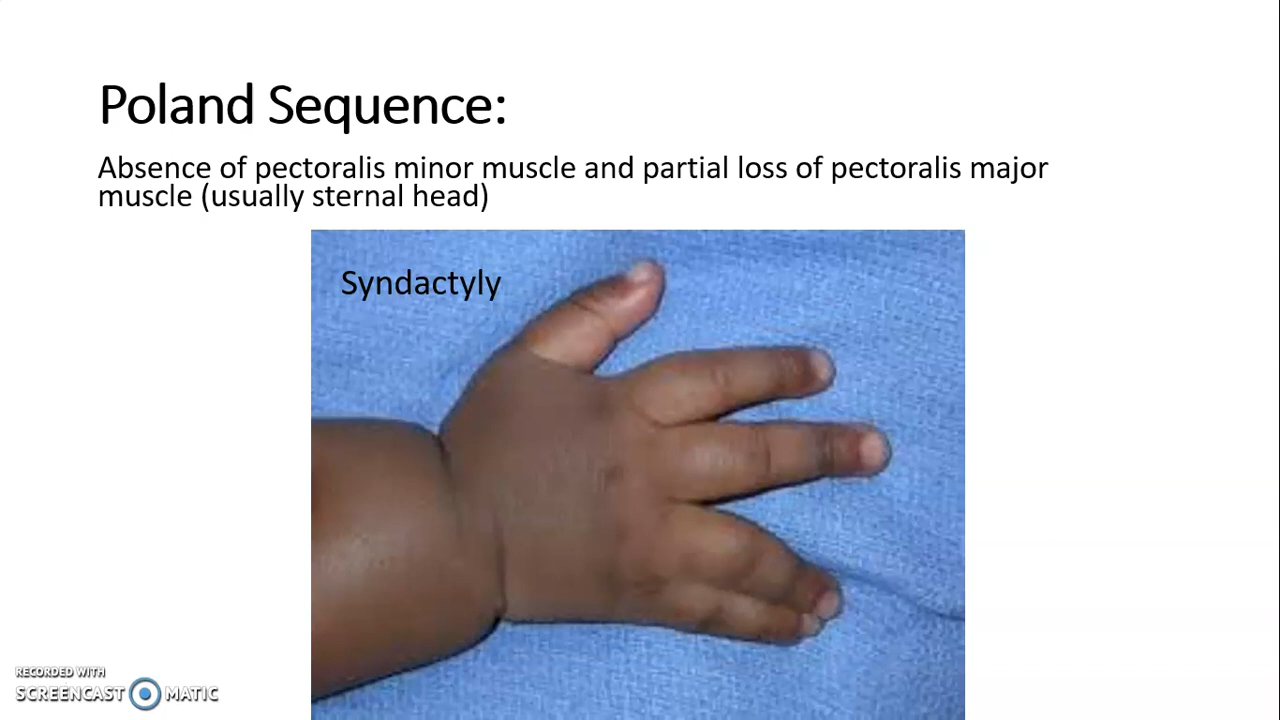 Poland Sequence:
Absence of pectoralis minor muscle and partial loss of pectoralis major
muscle (usually sternal head)
Syndactyly
RECORDED WITH
SCREENCAST MATIC